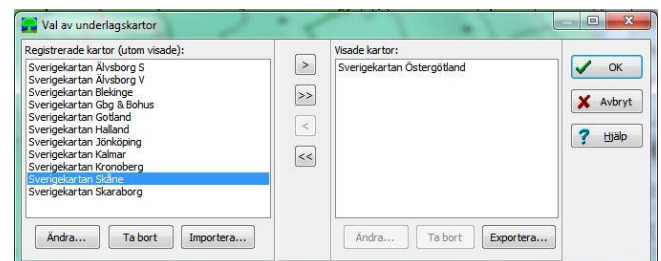 Val av underlagskartor
Registrerade kartor (utom visade):
Sverigekartan Älvsborg S
Sverigekartan Älvsborg V
Sverigekartan Blekinge
Sverigekartan Gbg & Bohus
Sverigekartan Gotland
Sverigekartan Halland
Sverigekartan Jönköping
Sverigekartan Kalmar
Sverigekartan Kronoberg
Sverigekartan Skåne
Sverigekartan Skaraborg
Ändra...
Ta bort
Importera...
>
>>
<
<<
Visade kartor:
Sverigekartan Östergötland
Ändra...
Ta bort
Exportera...
OK
Avbryt
? Hjälp